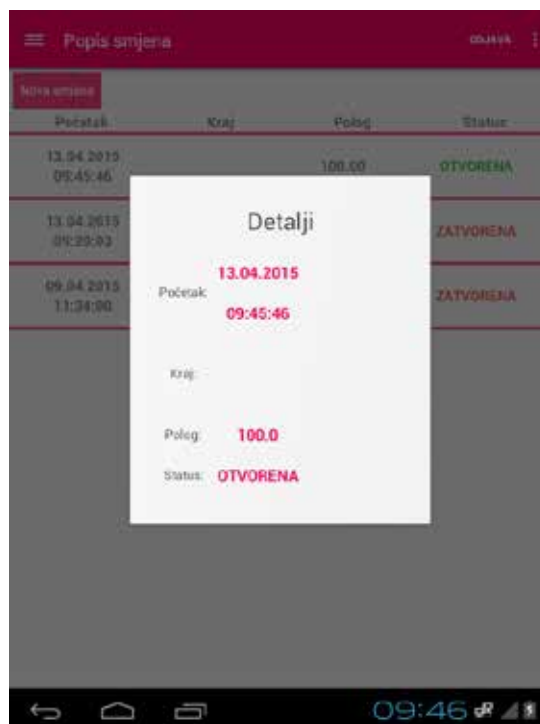 Popis smjena
ODJAVA
Nova smjena
Početak Kraj Polog Status
13.04.2015
09:45:46
100.00
OTVORENA
13.04.2015
09:29:03
ZATVORENA
09.04.2015
11:34:00
ZATVORENA
Detalji
13.04.2015
Početak:
09:45:46
Kraj:
Polog: 100.0
Status: OTVORENA
09:46